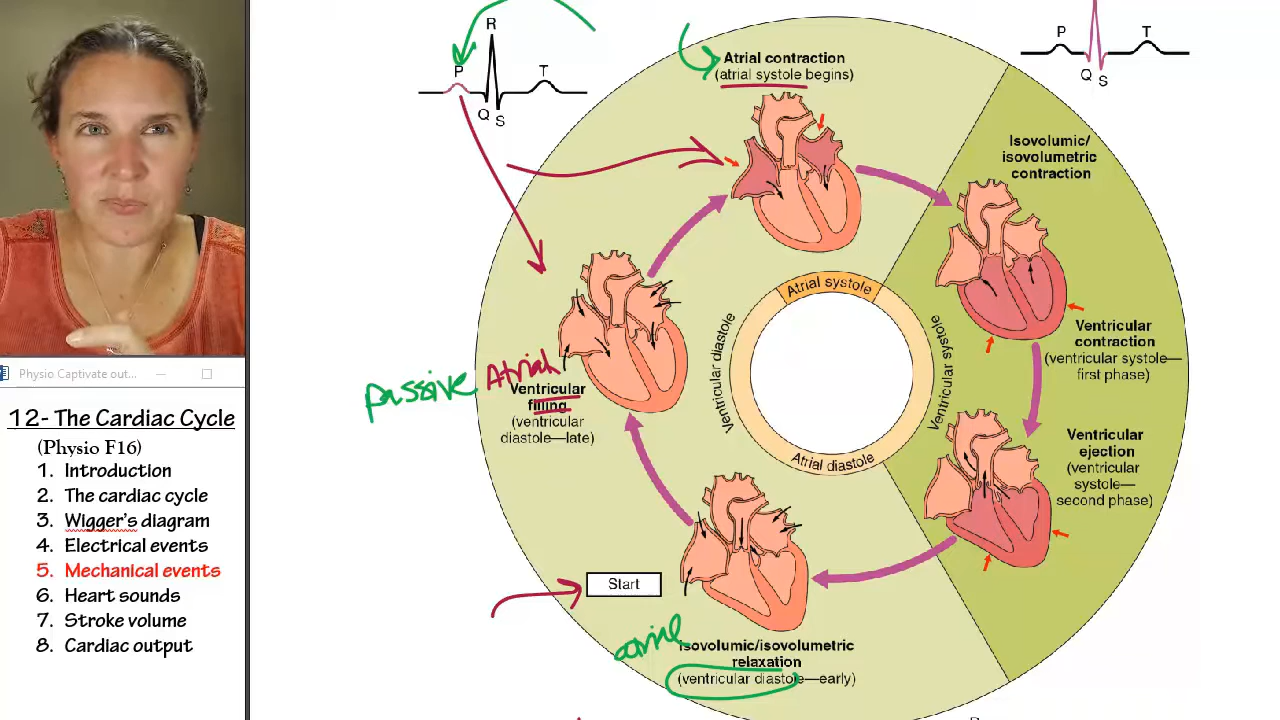 R
P
T
Q
S
Atrial contraction
(atrial systole begins)
P
T
Q
S
Isovolumic/
isovolumetric
contraction
Atrial systole
Ventricular diastole
Ventricular systole
Atrial diastole
Ventricular
contraction
(ventricular systole—
first phase)
Ventricular
ejection
(ventricular
systole—
second phase)
passive Atrial
Ventricular
filling
(ventricular
diastole—late)
Start
Isovolumic/isovolumetric
relaxation
(ventricular diastole—early)
Physio Captivate out...
12- The Cardiac Cycle
(Physio F16)
1. Introduction
2. The cardiac cycle
3. Wigger's diagram
4. Electrical events
5. Mechanical events
6. Heart sounds
7. Stroke volume
8. Cardiac output